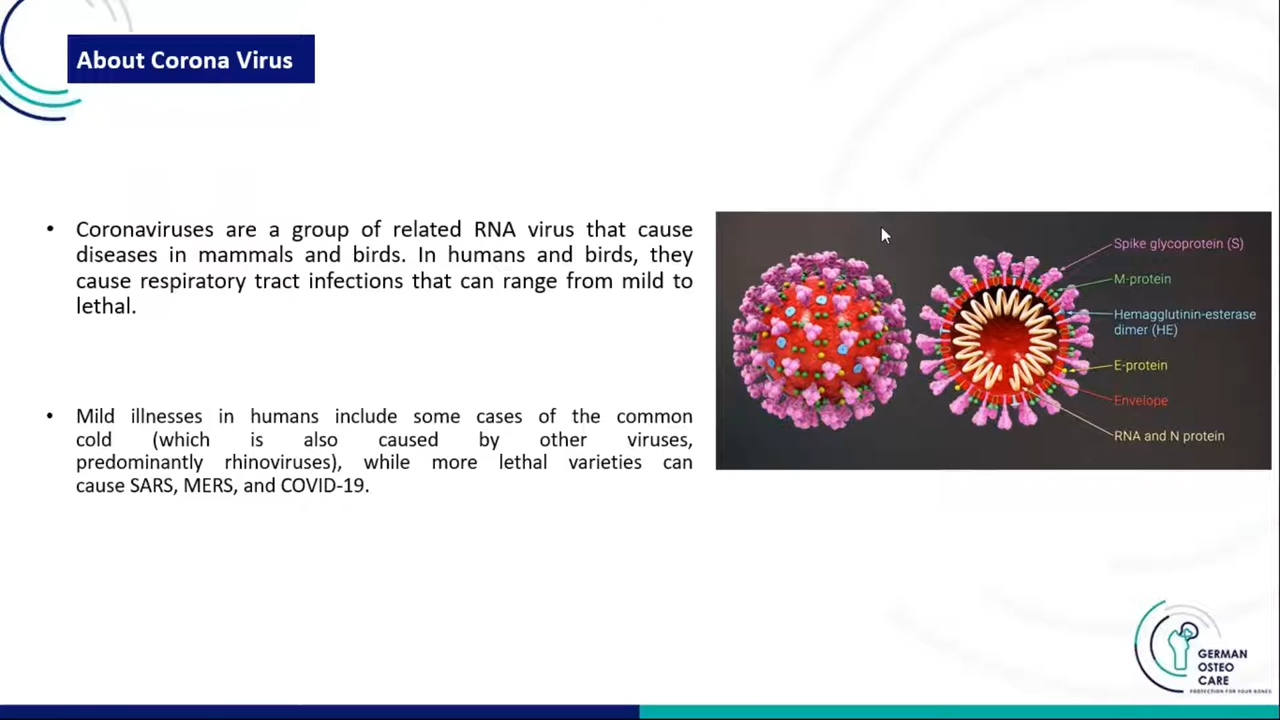 About Corona Virus
• Coronaviruses are a group of related RNA virus that cause
diseases in mammals and birds. In humans and birds, they
cause respiratory tract infections that can range from mild to
lethal.
• Mild illnesses in humans include some cases of the common
cold (which is also caused by other viruses,
predominantly rhinoviruses), while more lethal varieties can
cause SARS, MERS, and COVID-19.
Spike glycoprotein (S)
M-protein
Hemagglutinin-esterase
dimer (HE)
E-protein
Envelope
RNA and N protein
GERMAN
OSTEO
CARE
PROTECTION FOR YOUR BONES